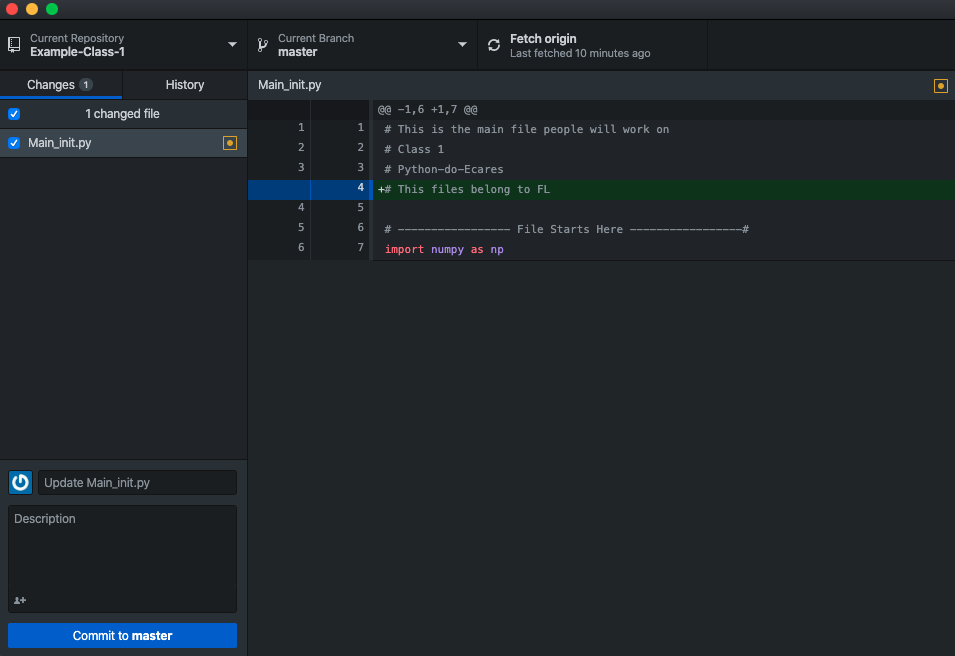 Current Repository
Example-Class-1
Current Branch
master
Fetch origin
Last fetched 10 minutes ago
Changes 1
History
Main_init.py
1 changed file
Main_init.py
@@ -1,6 +1,7 @@
1 1 # This is the main file people will work on
2 2 # Class 1
3 3 # Python-do-Ecares
4 +# This files belong to FL
4 5
5 6 # ----------------- File Starts Here -----------------#
6 7 import numpy as np
Update Main_init.py
Description
Commit to master